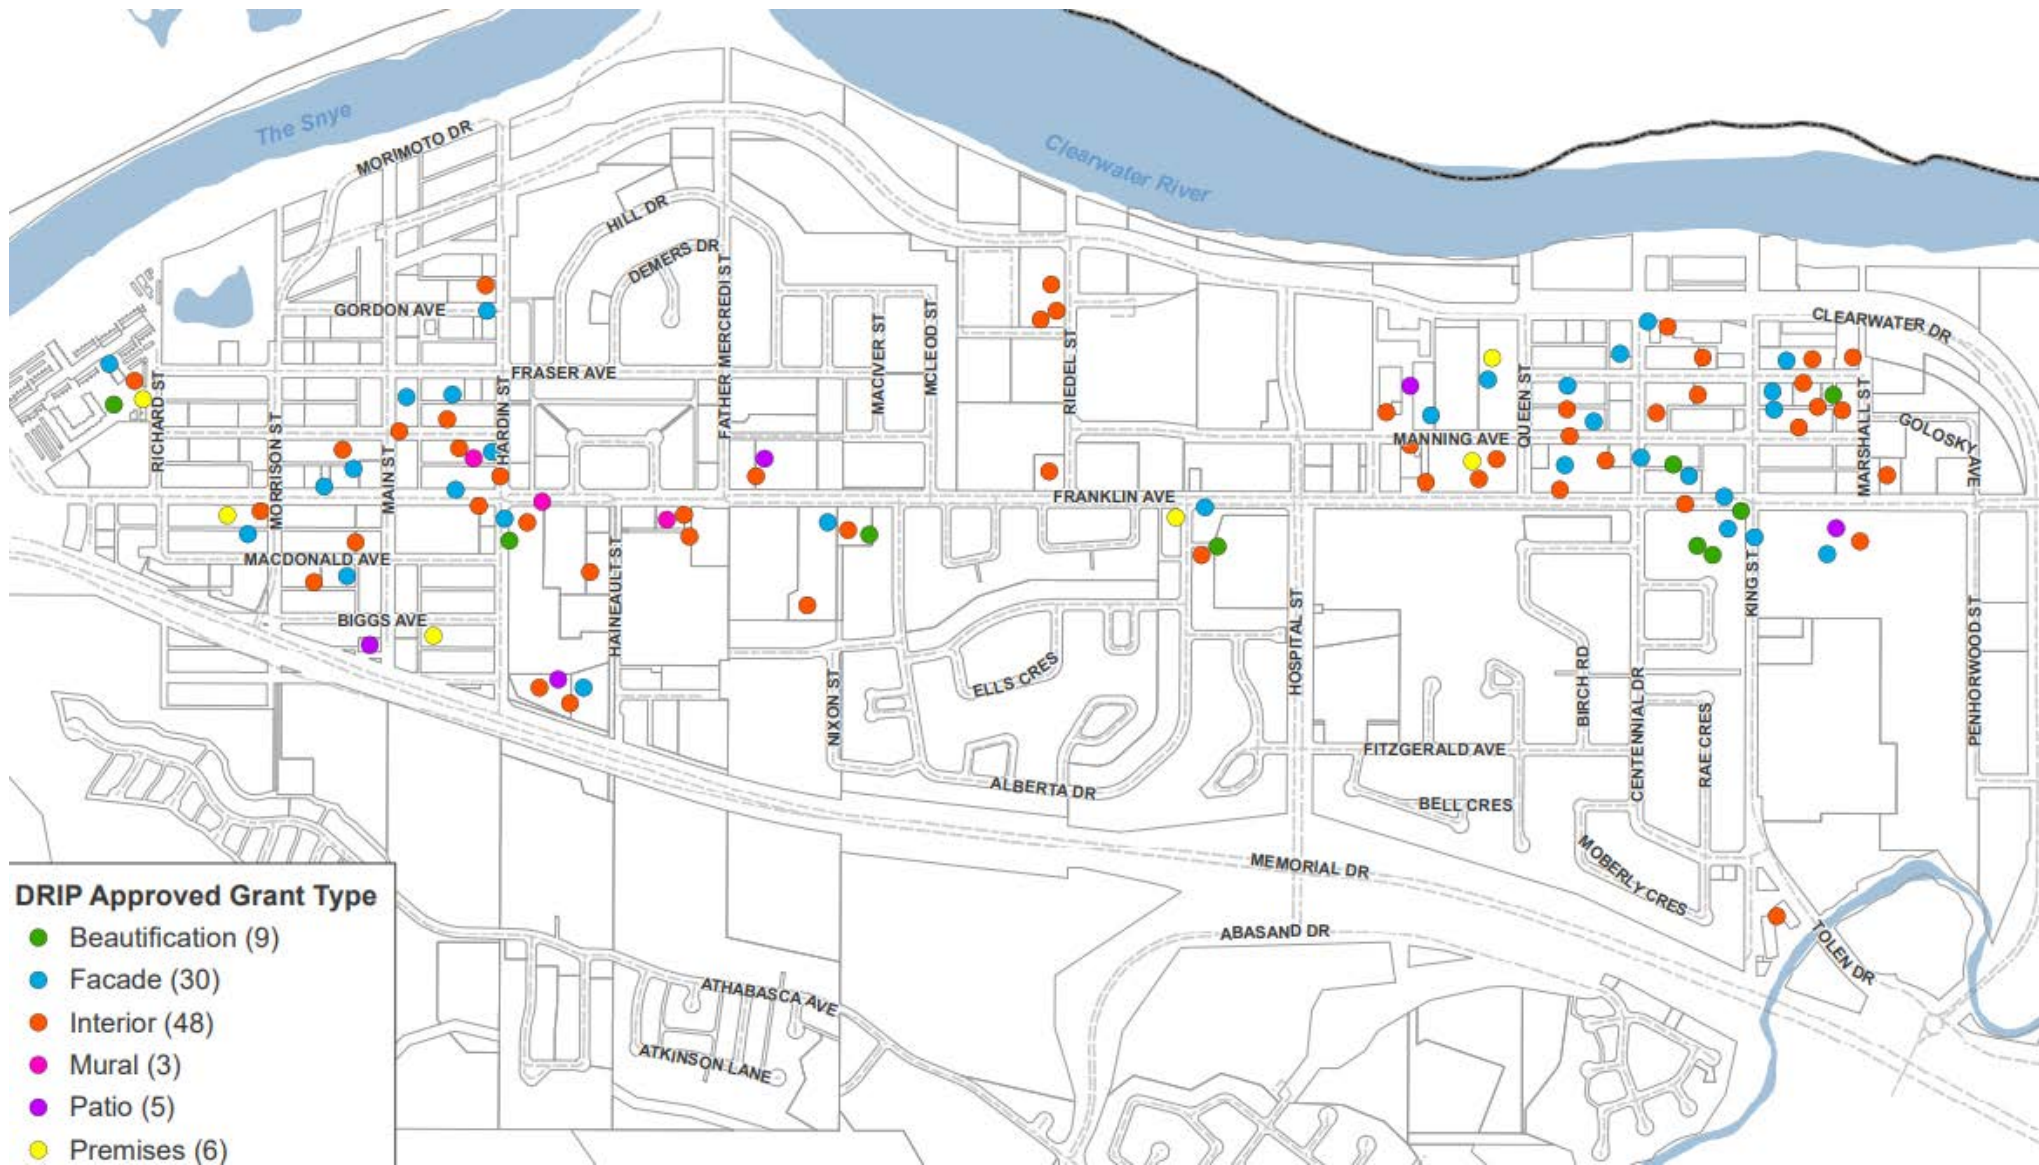 The Snye
MORIMOTO DR
Clearwater River
HILL DR
DEMERS DR
GORDON AVE
FATHER MERCREDI ST
MACIVER ST
MCLEOD ST
RIEDEL ST
CLEARWATER DR
FRASER AVE
RICHARD ST
MORRISON ST
MAIN ST
HARDIN ST
QUEEN ST
MANNING AVE
MARSHALL ST
GOLOSKY AVE
FRANKLIN AVE
MACDONALD AVE
HAINEAULT ST
KING ST
BIGGS AVE
HOSPITAL ST
PENHORWOOD ST
NIXON ST
ELLS CRES
BIRCH RD
CENTENNIAL DR
RAE CRES
FITZGERALD AVE
ALBERTA DR
BELL CRES
MOBERLY CRES
MEMORIAL DR
ABASAND DR
TOLEN DR
ATHABASCA AVE
ATKINSON LANE
DRIP Approved Grant Type
Beautification (9)
Facade (30)
Interior (48)
Mural (3)
Patio (5)
Premises (6)